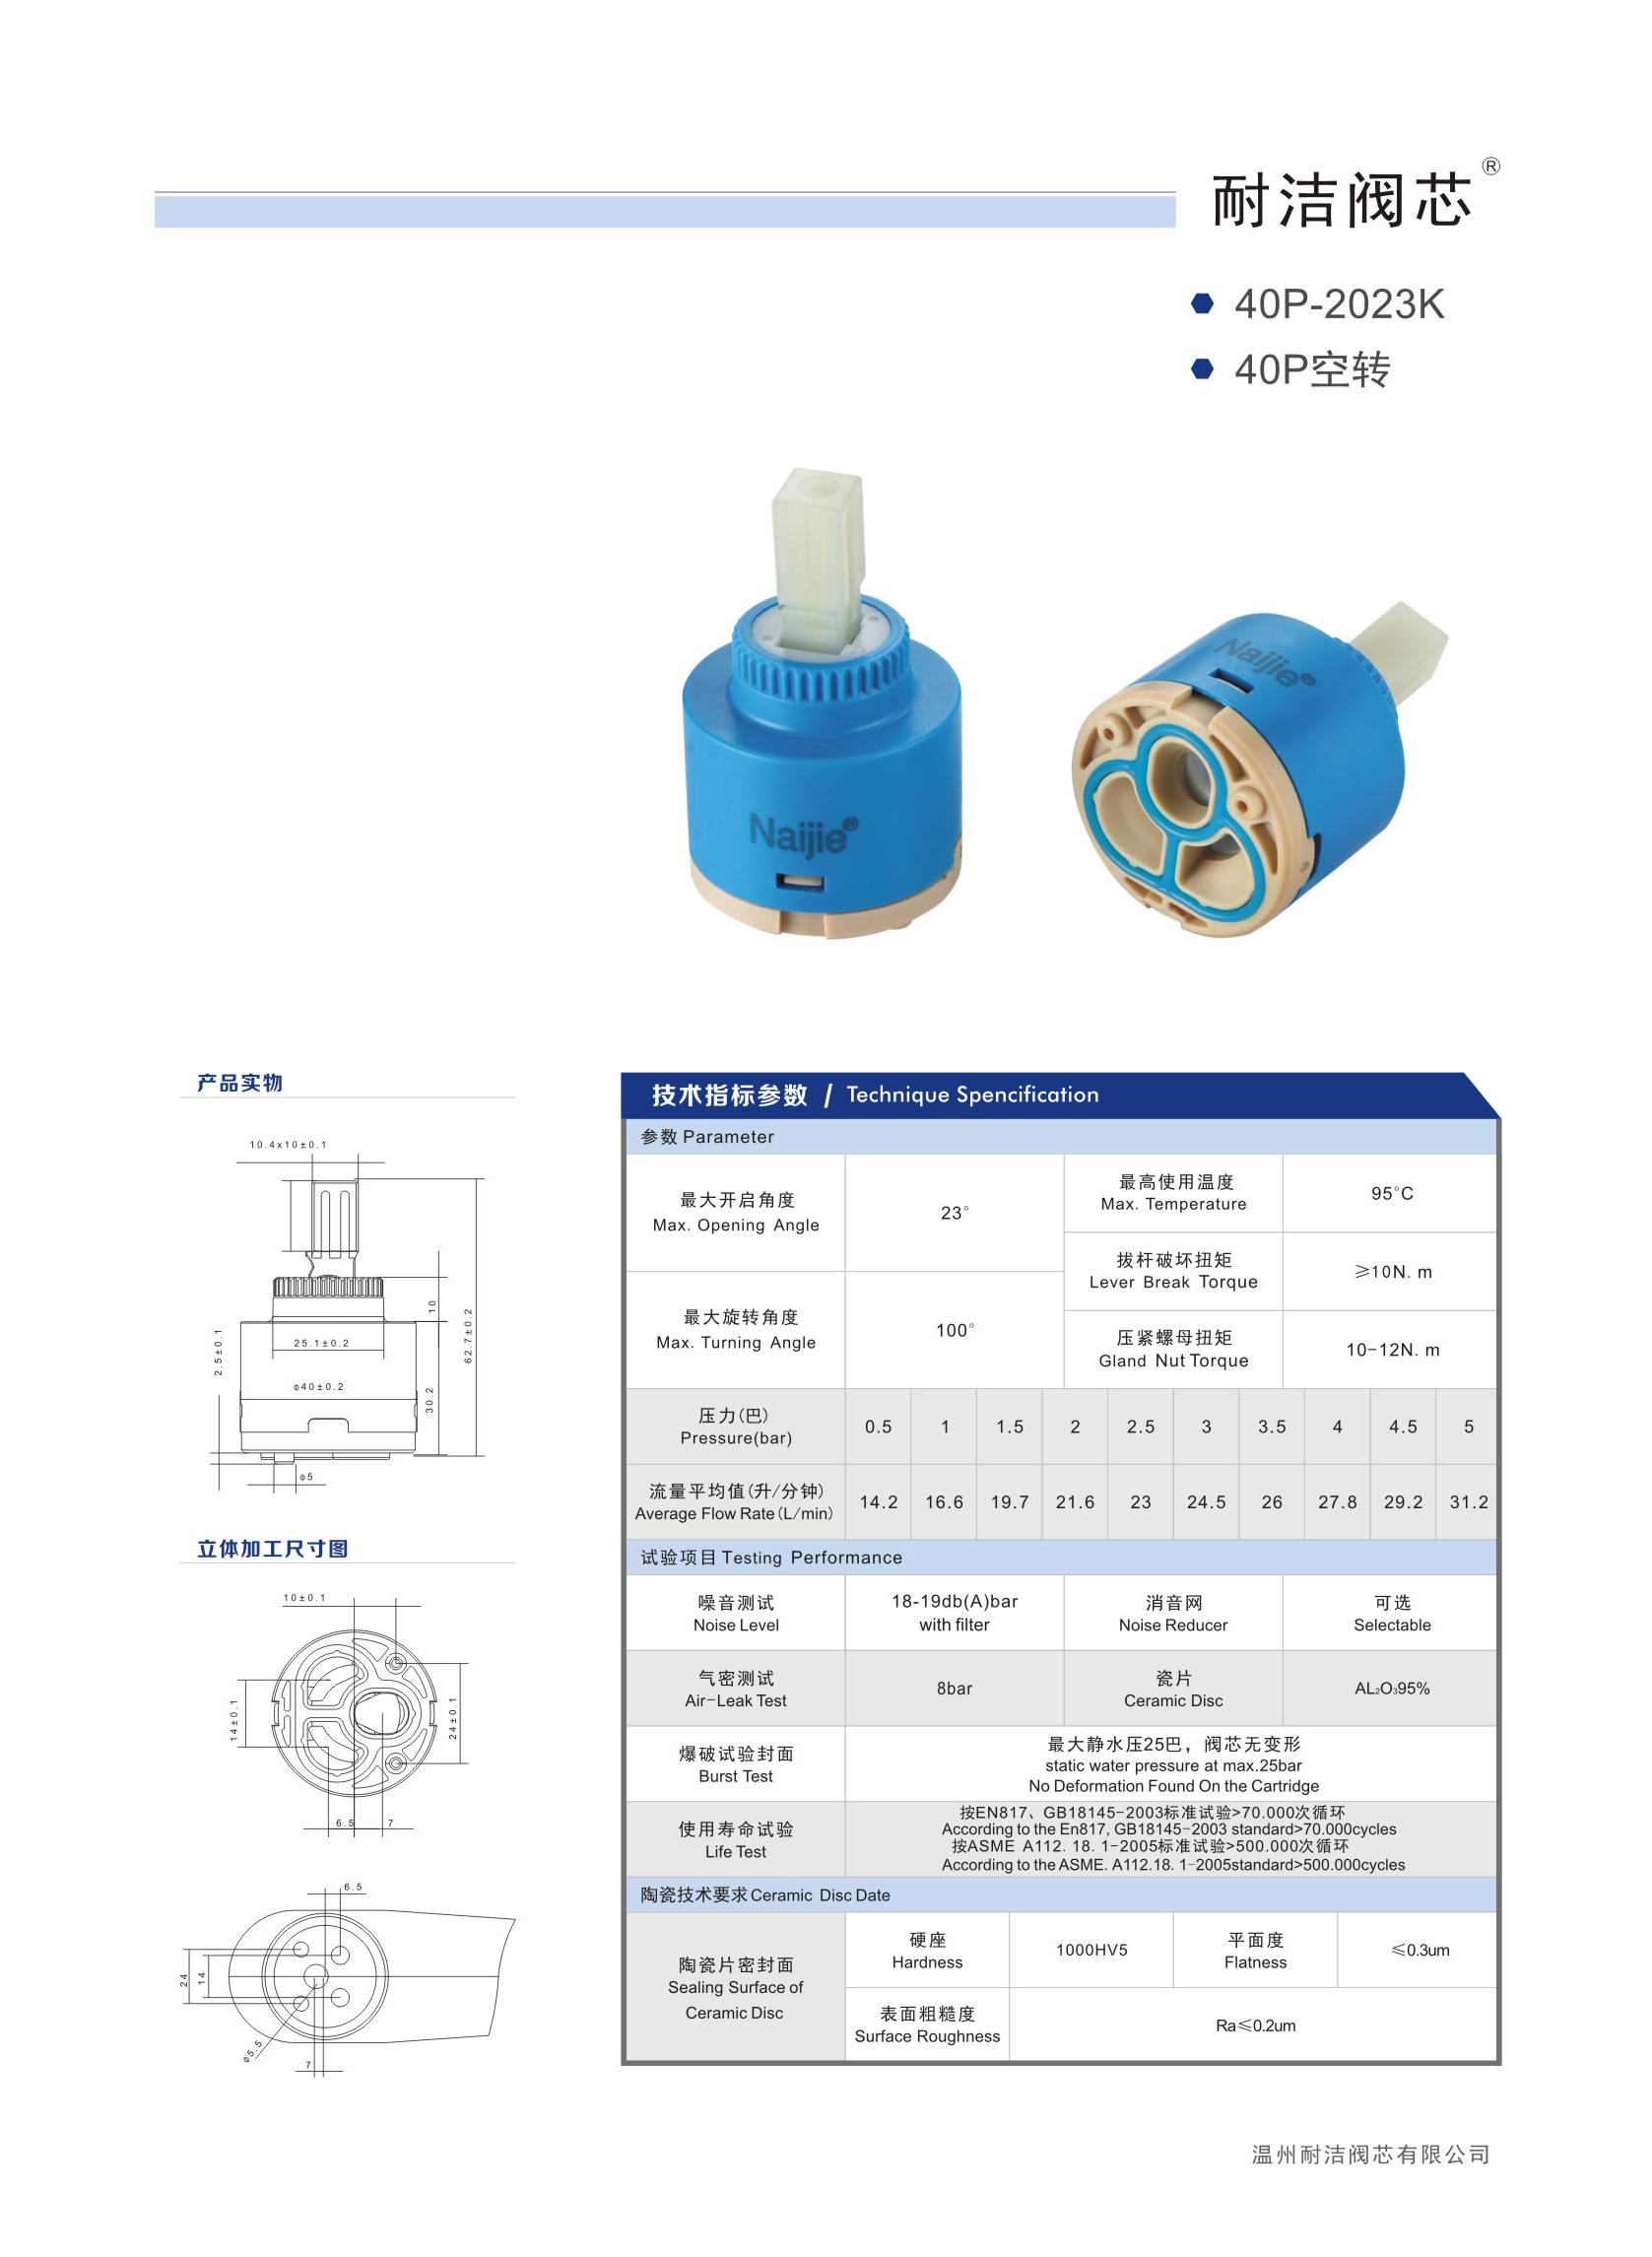 耐洁阀芯®
40P-2023K
40P空转
Naijie®
Naijie®
产品实物
10.4x10±0.1
10
62.7±0.2
25.1±0.2
2.5±0.1
φ40±0.2
30.2
φ5
立体加工尺寸图
10±0.1
14±0.1
24±0.1
6.5 7
6.5
24
14
φ5.5
7
技术指标参数 / Technique Spencification
参数 Parameter
最大开启角度
Max. Opening Angle
23°
最高使用温度
Max. Temperature
95°C
拔杆破坏扭矩
Lever Break Torque
≥10N. m
最大旋转角度
Max. Turning Angle
100°
压紧螺母扭矩
Gland Nut Torque
10-12N. m
压力(巴)
Pressure(bar)
0.5 1 1.5 2 2.5 3 3.5 4 4.5 5
流量平均值(升/分钟)
Average Flow Rate(L/min)
14.2 16.6 19.7 21.6 23 24.5 26 27.8 29.2 31.2
试验项目 Testing Performance
噪音测试
Noise Level
18-19db(A)bar
with filter
消音网
Noise Reducer
可选
Selectable
气密测试
Air-Leak Test
8bar
瓷片
Ceramic Disc
AL₂O₃95%
爆破试验封面
Burst Test
最大静水压25巴，阀芯无变形
static water pressure at max.25bar
No Deformation Found On the Cartridge
使用寿命试验
Life Test
按EN817、GB18145-2003标准试验>70.000次循环
According to the En817, GB18145-2003 standard>70.000cycles
按ASME A112. 18. 1-2005标准试验>500.000次循环
According to the ASME. A112.18. 1-2005standard>500.000cycles
陶瓷技术要求Ceramic Disc Date
陶瓷片密封面
Sealing Surface of
Ceramic Disc
硬座
Hardness
1000HV5
平面度
Flatness
≤0.3um
表面粗糙度
Surface Roughness
Ra≤0.2um
温州耐洁阀芯有限公司